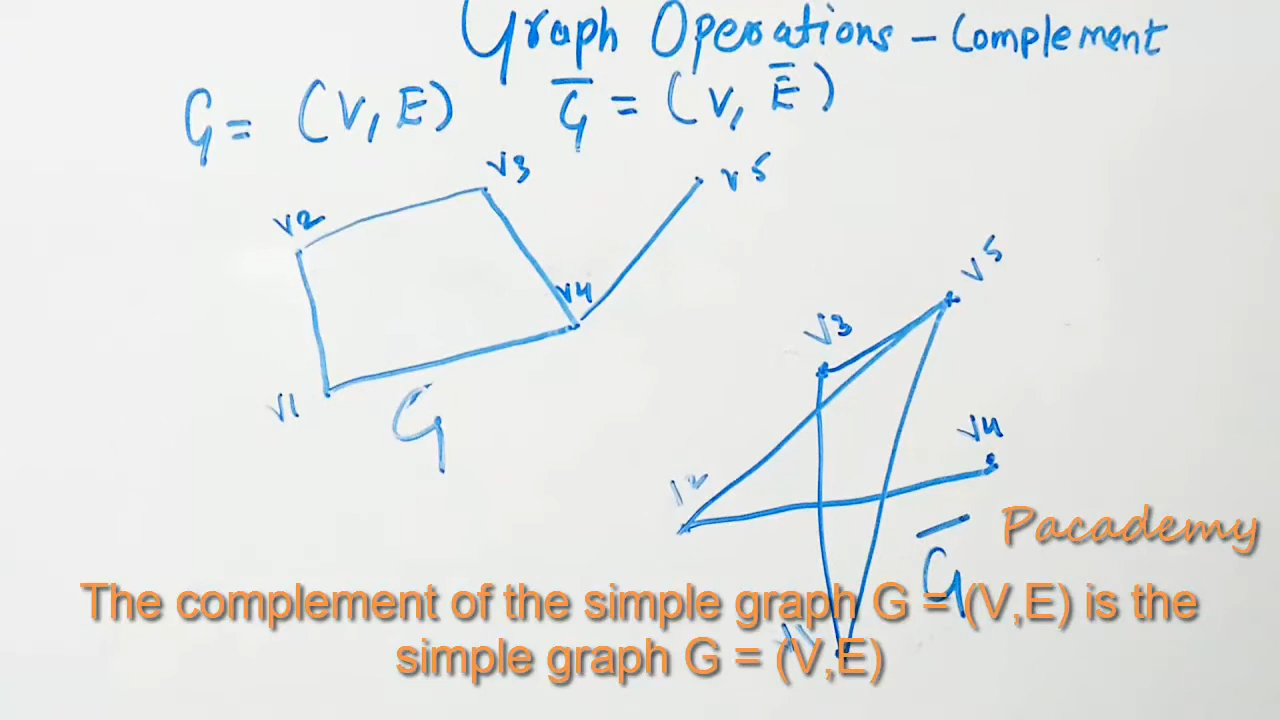 Graph Operations - Complement
G = (V, E) G̅ = (V, E̅)
V3
V5
V2
V4
V1
G
V5
V3
V4
V2
Pacademy
G̅
V1
The complement of the simple graph G = (V,E) is the
simple graph G = (V,E)